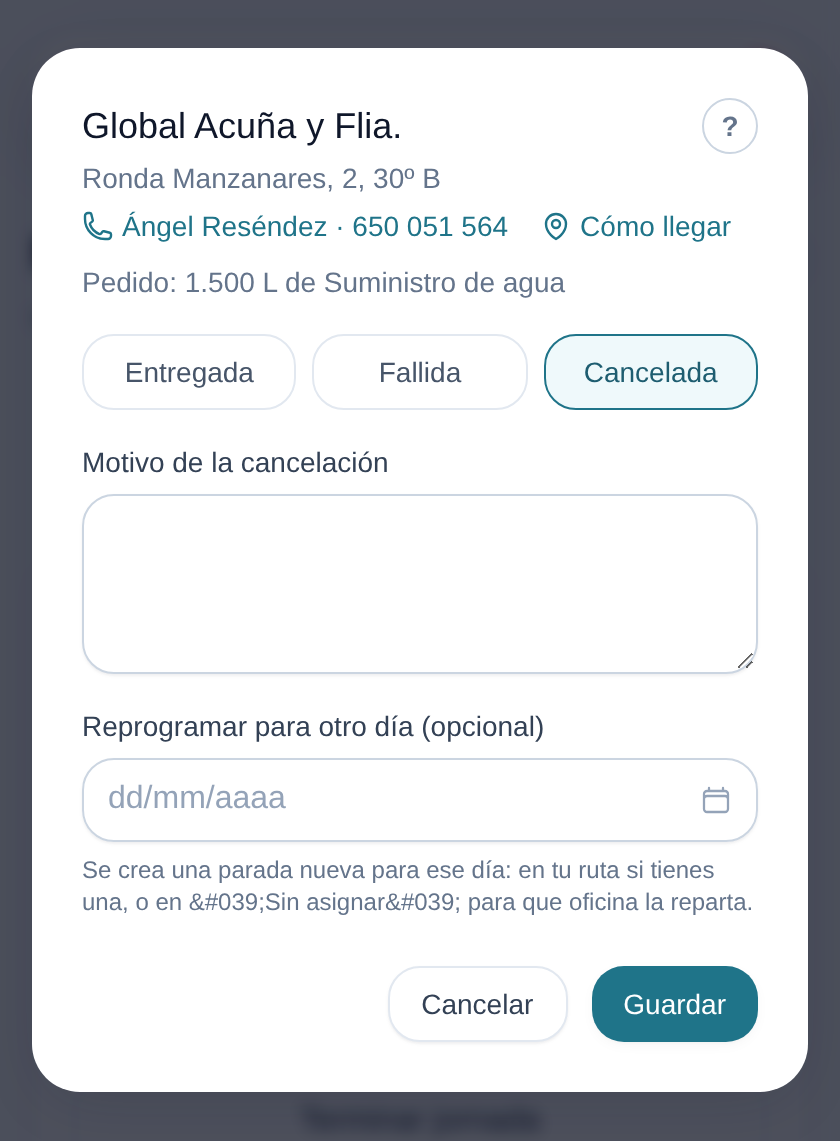 Global Acuña y Flia.
?
Ronda Manzanares, 2, 30º B
Ángel Reséndez · 650 051 564
Cómo llegar
Pedido: 1.500 L de Suministro de agua
Entregada
Fallida
Cancelada
Motivo de la cancelación
Reprogramar para otro día (opcional)
dd/mm/aaaa
Se crea una parada nueva para ese día: en tu ruta si tienes
una, o en &#039;Sin asignar&#039; para que oficina la reparta.
Cancelar
Guardar